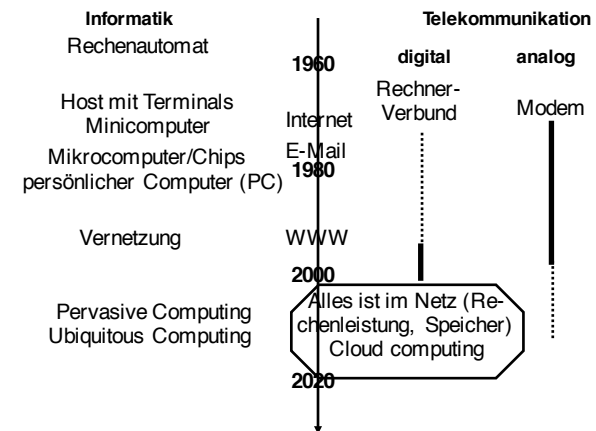 Informatik
Telekommunikation
Rechenautomat
digital
analog
1960
Rechner-
Verbund
Modem
Host mit Terminals
Minicomputer
Internet
E-Mail
Mikrocomputer/Chips
persönlicher Computer (PC)
1980
Vernetzung
WWW
2000
Alles ist im Netz (Re-
chenleistung, Speicher)
Cloud computing
Pervasive Computing
Ubiquitous Computing
2020